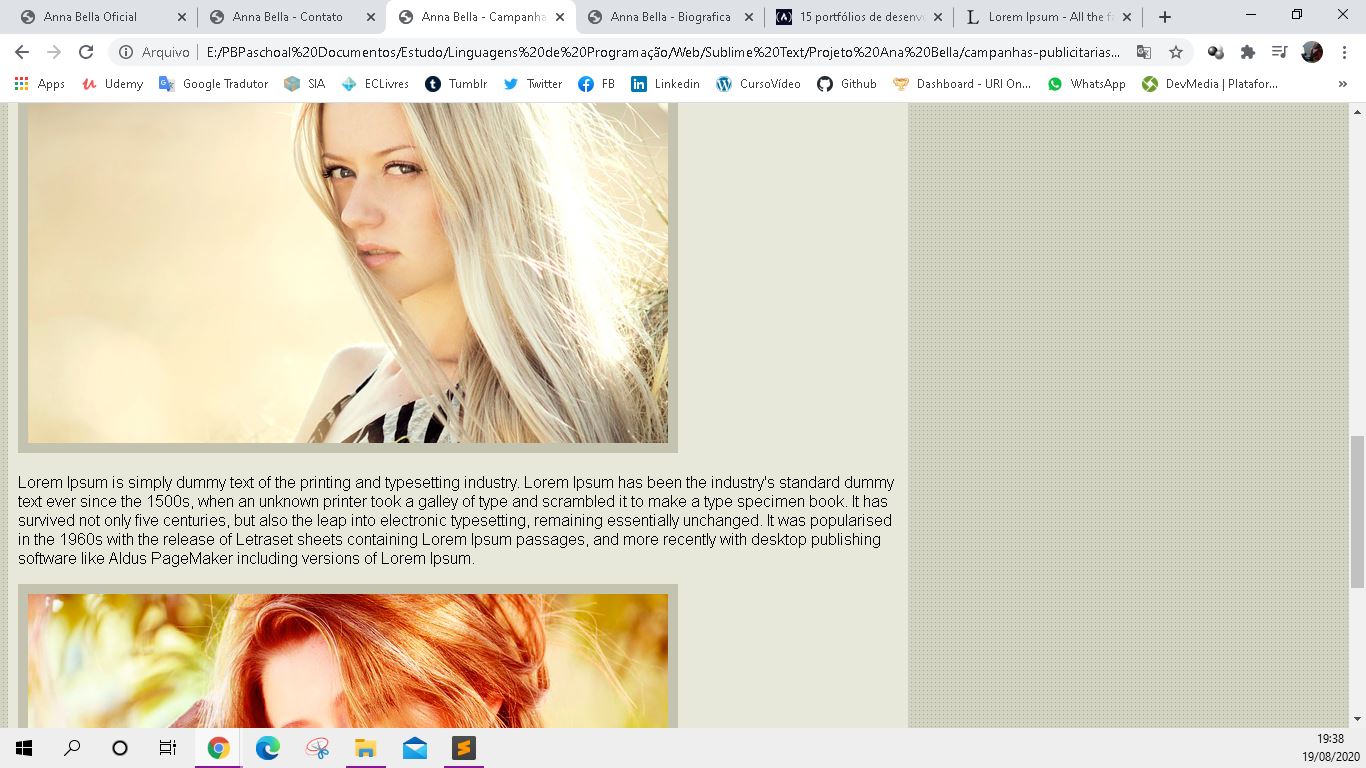 Anna Bella Oficial
Anna Bella - Contato
Anna Bella - Campanha
Anna Bella - Biografica
15 portfólios de desenv
Lorem Ipsum - All the f
Arquivo
E:/PBPaschoal%20Documentos/Estudo/Linguagens%20de%20Programação/Web/Sublime%20Text/Projeto%20Ana%20Bella/campanhas-publicitarias...
Apps
Udemy
Google Tradutor
SIA
ECLivres
Tumblr
Twitter
FB
Linkedin
CursoVídeo
Github
Dashboard - URI On...
WhatsApp
DevMedia | Platafor...
»
Lorem Ipsum is simply dummy text of the printing and typesetting industry. Lorem Ipsum has been the industry's standard dummy
text ever since the 1500s, when an unknown printer took a galley of type and scrambled it to make a type specimen book. It has
survived not only five centuries, but also the leap into electronic typesetting, remaining essentially unchanged. It was popularised
in the 1960s with the release of Letraset sheets containing Lorem Ipsum passages, and more recently with desktop publishing
software like Aldus PageMaker including versions of Lorem Ipsum.
19:38
19/08/2020